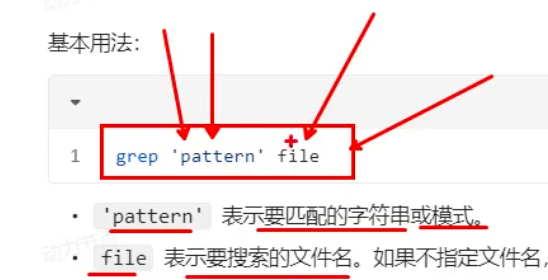 基本用法：
1 grep 'pattern' file
• 'pattern' 表示要匹配的字符串或模式。
• file 表示要搜索的文件名。如果不指定文件名，